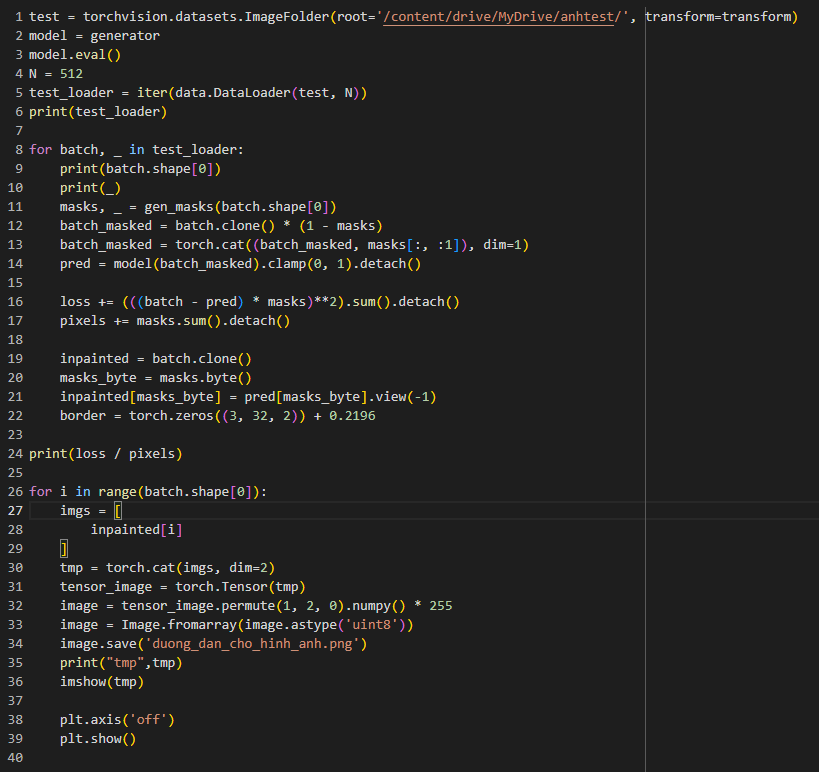 1 test = torchvision.datasets.ImageFolder(root='/content/drive/MyDrive/anhtest/', transform=transform)
2 model = generator
3 model.eval()
4 N = 512
5 test_loader = iter(data.DataLoader(test, N))
6 print(test_loader)
7
8 for batch, _ in test_loader:
9     print(batch.shape[0])
10     print(_)
11     masks, _ = gen_masks(batch.shape[0])
12     batch_masked = batch.clone() * (1 - masks)
13     batch_masked = torch.cat((batch_masked, masks[:, :1]), dim=1)
14     pred = model(batch_masked).clamp(0, 1).detach()
15
16     loss += (((batch - pred) * masks)**2).sum().detach()
17     pixels += masks.sum().detach()
18
19     inpainted = batch.clone()
20     masks_byte = masks.byte()
21     inpainted[masks_byte] = pred[masks_byte].view(-1)
22     border = torch.zeros((3, 32, 2)) + 0.2196
23
24 print(loss / pixels)
25
26 for i in range(batch.shape[0]):
27     imgs = [
28         inpainted[i]
29     ]
30     tmp = torch.cat(imgs, dim=2)
31     tensor_image = torch.Tensor(tmp)
32     image = tensor_image.permute(1, 2, 0).numpy() * 255
33     image = Image.fromarray(image.astype('uint8'))
34     image.save('duong_dan_cho_hinh_anh.png')
35     print("tmp",tmp)
36     imshow(tmp)
37
38     plt.axis('off')
39     plt.show()
40